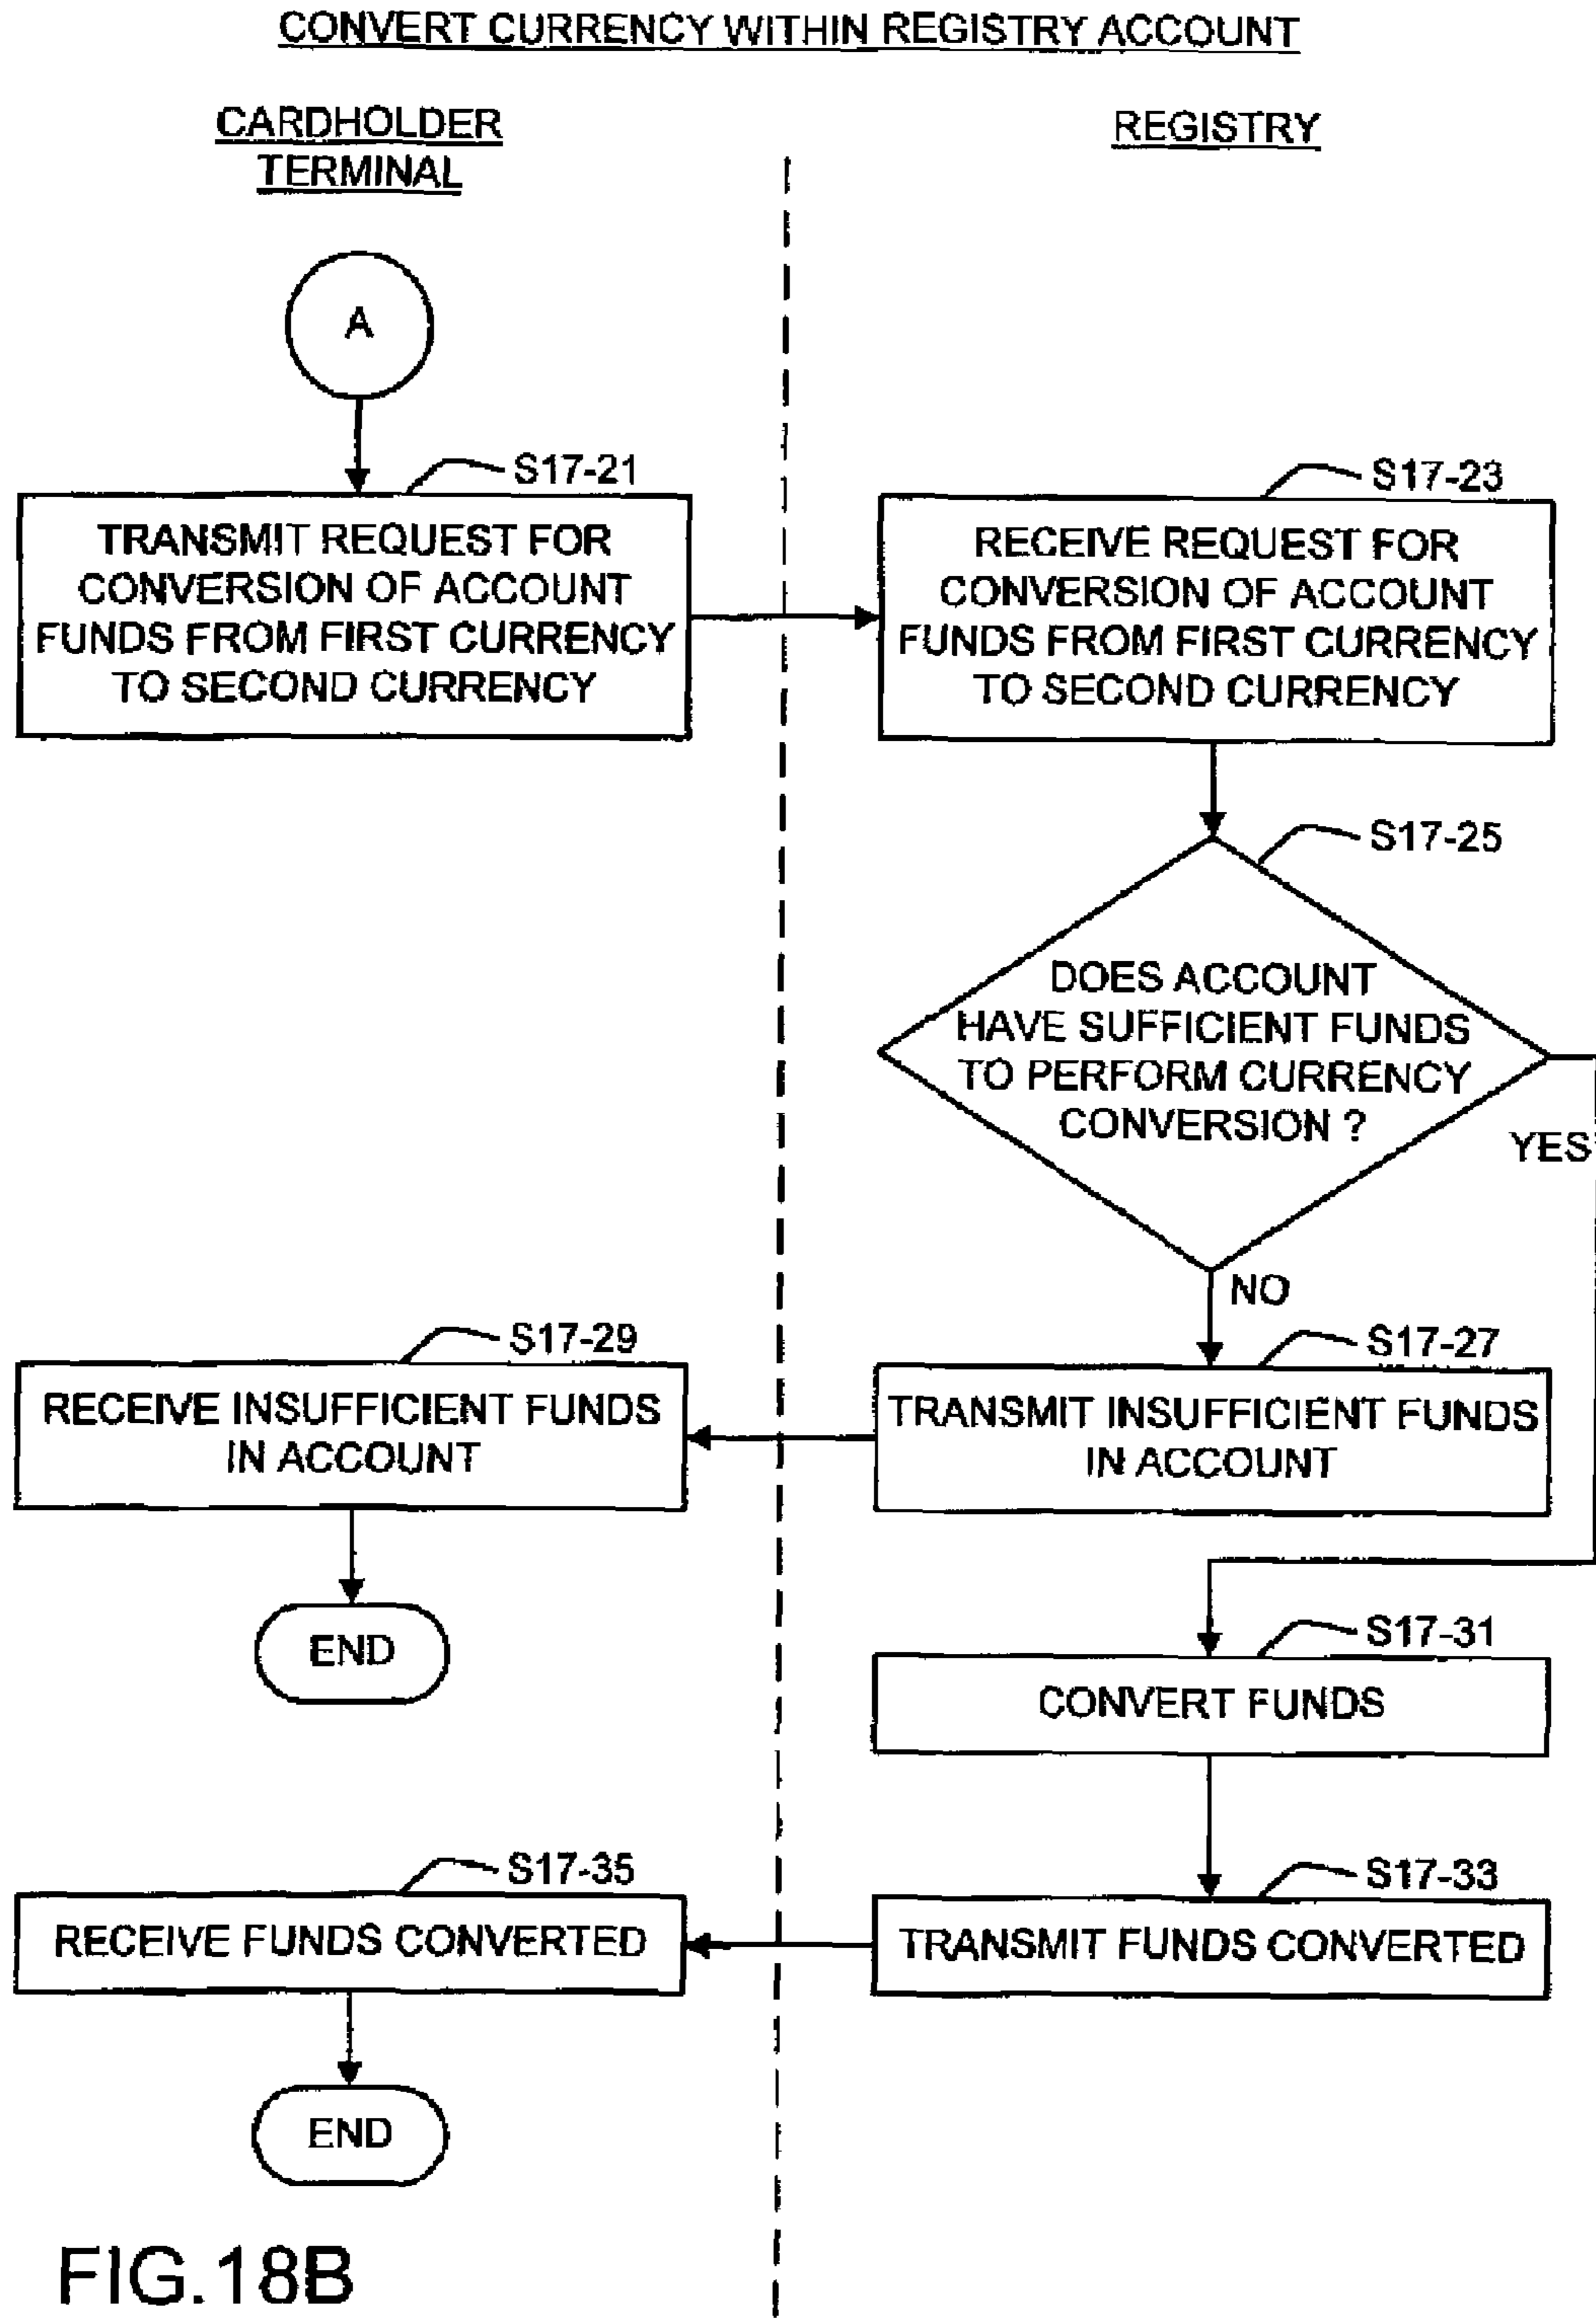 CONVERT CURRENCY WITHIN REGISTRY ACCOUNT
CARDHOLDER
TERMINAL
REGISTRY
A
S17-21
TRANSMIT REQUEST FOR
CONVERSION OF ACCOUNT
FUNDS FROM FIRST CURRENCY
TO SECOND CURRENCY
S17-23
RECEIVE REQUEST FOR
CONVERSION OF ACCOUNT
FUNDS FROM FIRST CURRENCY
TO SECOND CURRENCY
S17-25
DOES ACCOUNT
HAVE SUFFICIENT FUNDS
TO PERFORM CURRENCY
CONVERSION ?
YES
NO
S17-29
RECEIVE INSUFFICIENT FUNDS
IN ACCOUNT
S17-27
TRANSMIT INSUFFICIENT FUNDS
IN ACCOUNT
END
S17-31
CONVERT FUNDS
S17-35
RECEIVE FUNDS CONVERTED
S17-33
TRANSMIT FUNDS CONVERTED
END
FIG.18B